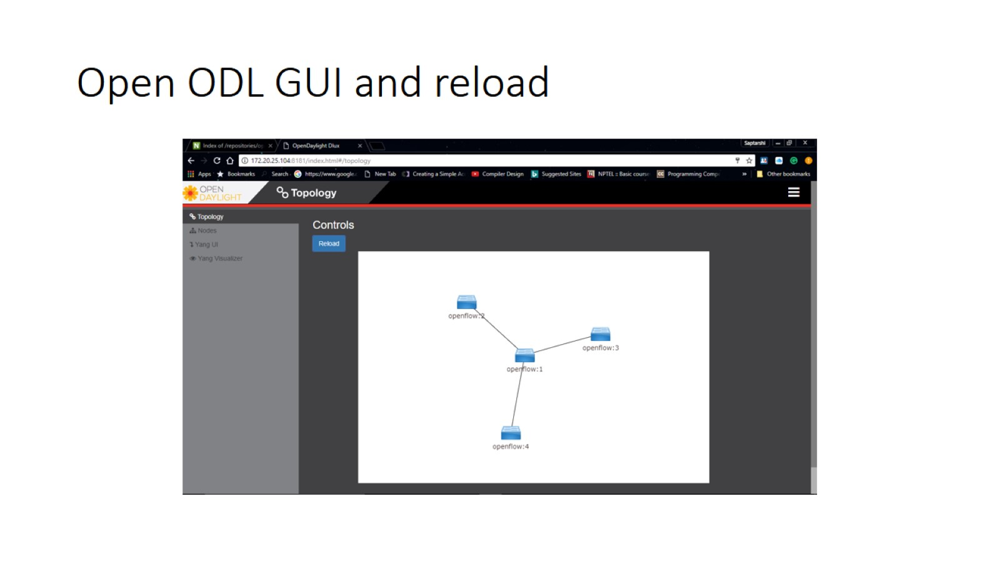 Open ODL GUI and reload
Index of /repositories/o
OpenDaylight Dlux
Saptarshi
172.20.25.104:8181/index.html#/topology
Apps Bookmarks Search https://www.google. New Tab Creating a Simple Compiler Design Suggested Sites NPTEL :: Basic course Programming Comp » Other bookmarks
OPEN
DAYLIGHT
Topology
Topology
Nodes
Yang UI
Yang Visualizer
Controls
Reload
openflow:2
openflow:3
openflow:1
openflow:4